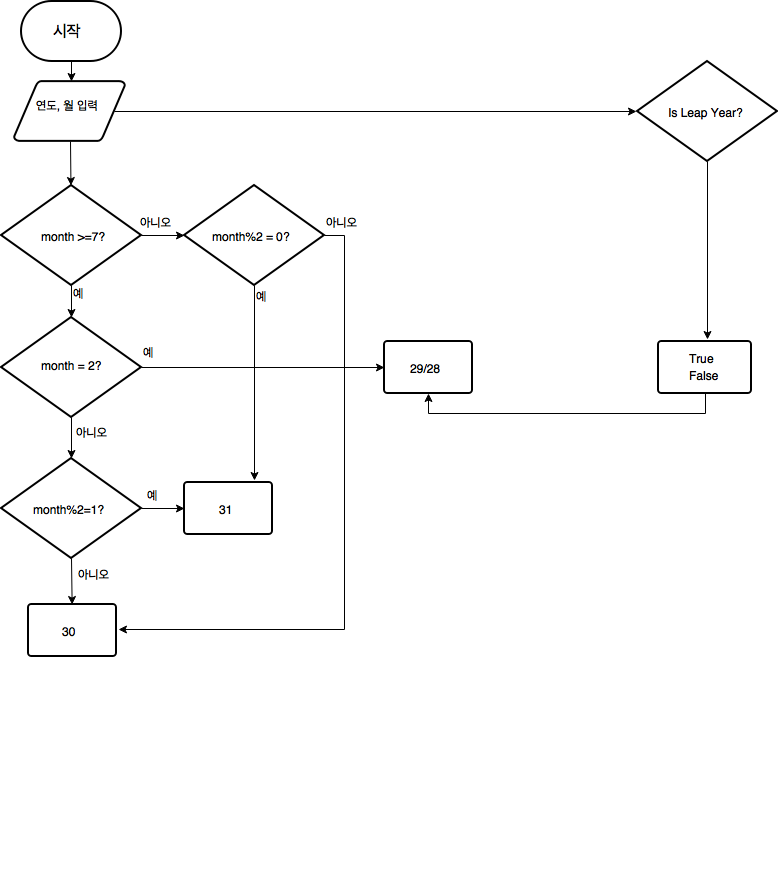 시작
연도, 월 입력
Is Leap Year?
month >=7?
아니오
month%2 = 0?
아니오
예
예
month = 2?
예
29/28
True
False
아니오
month%2=1?
예
31
아니오
30